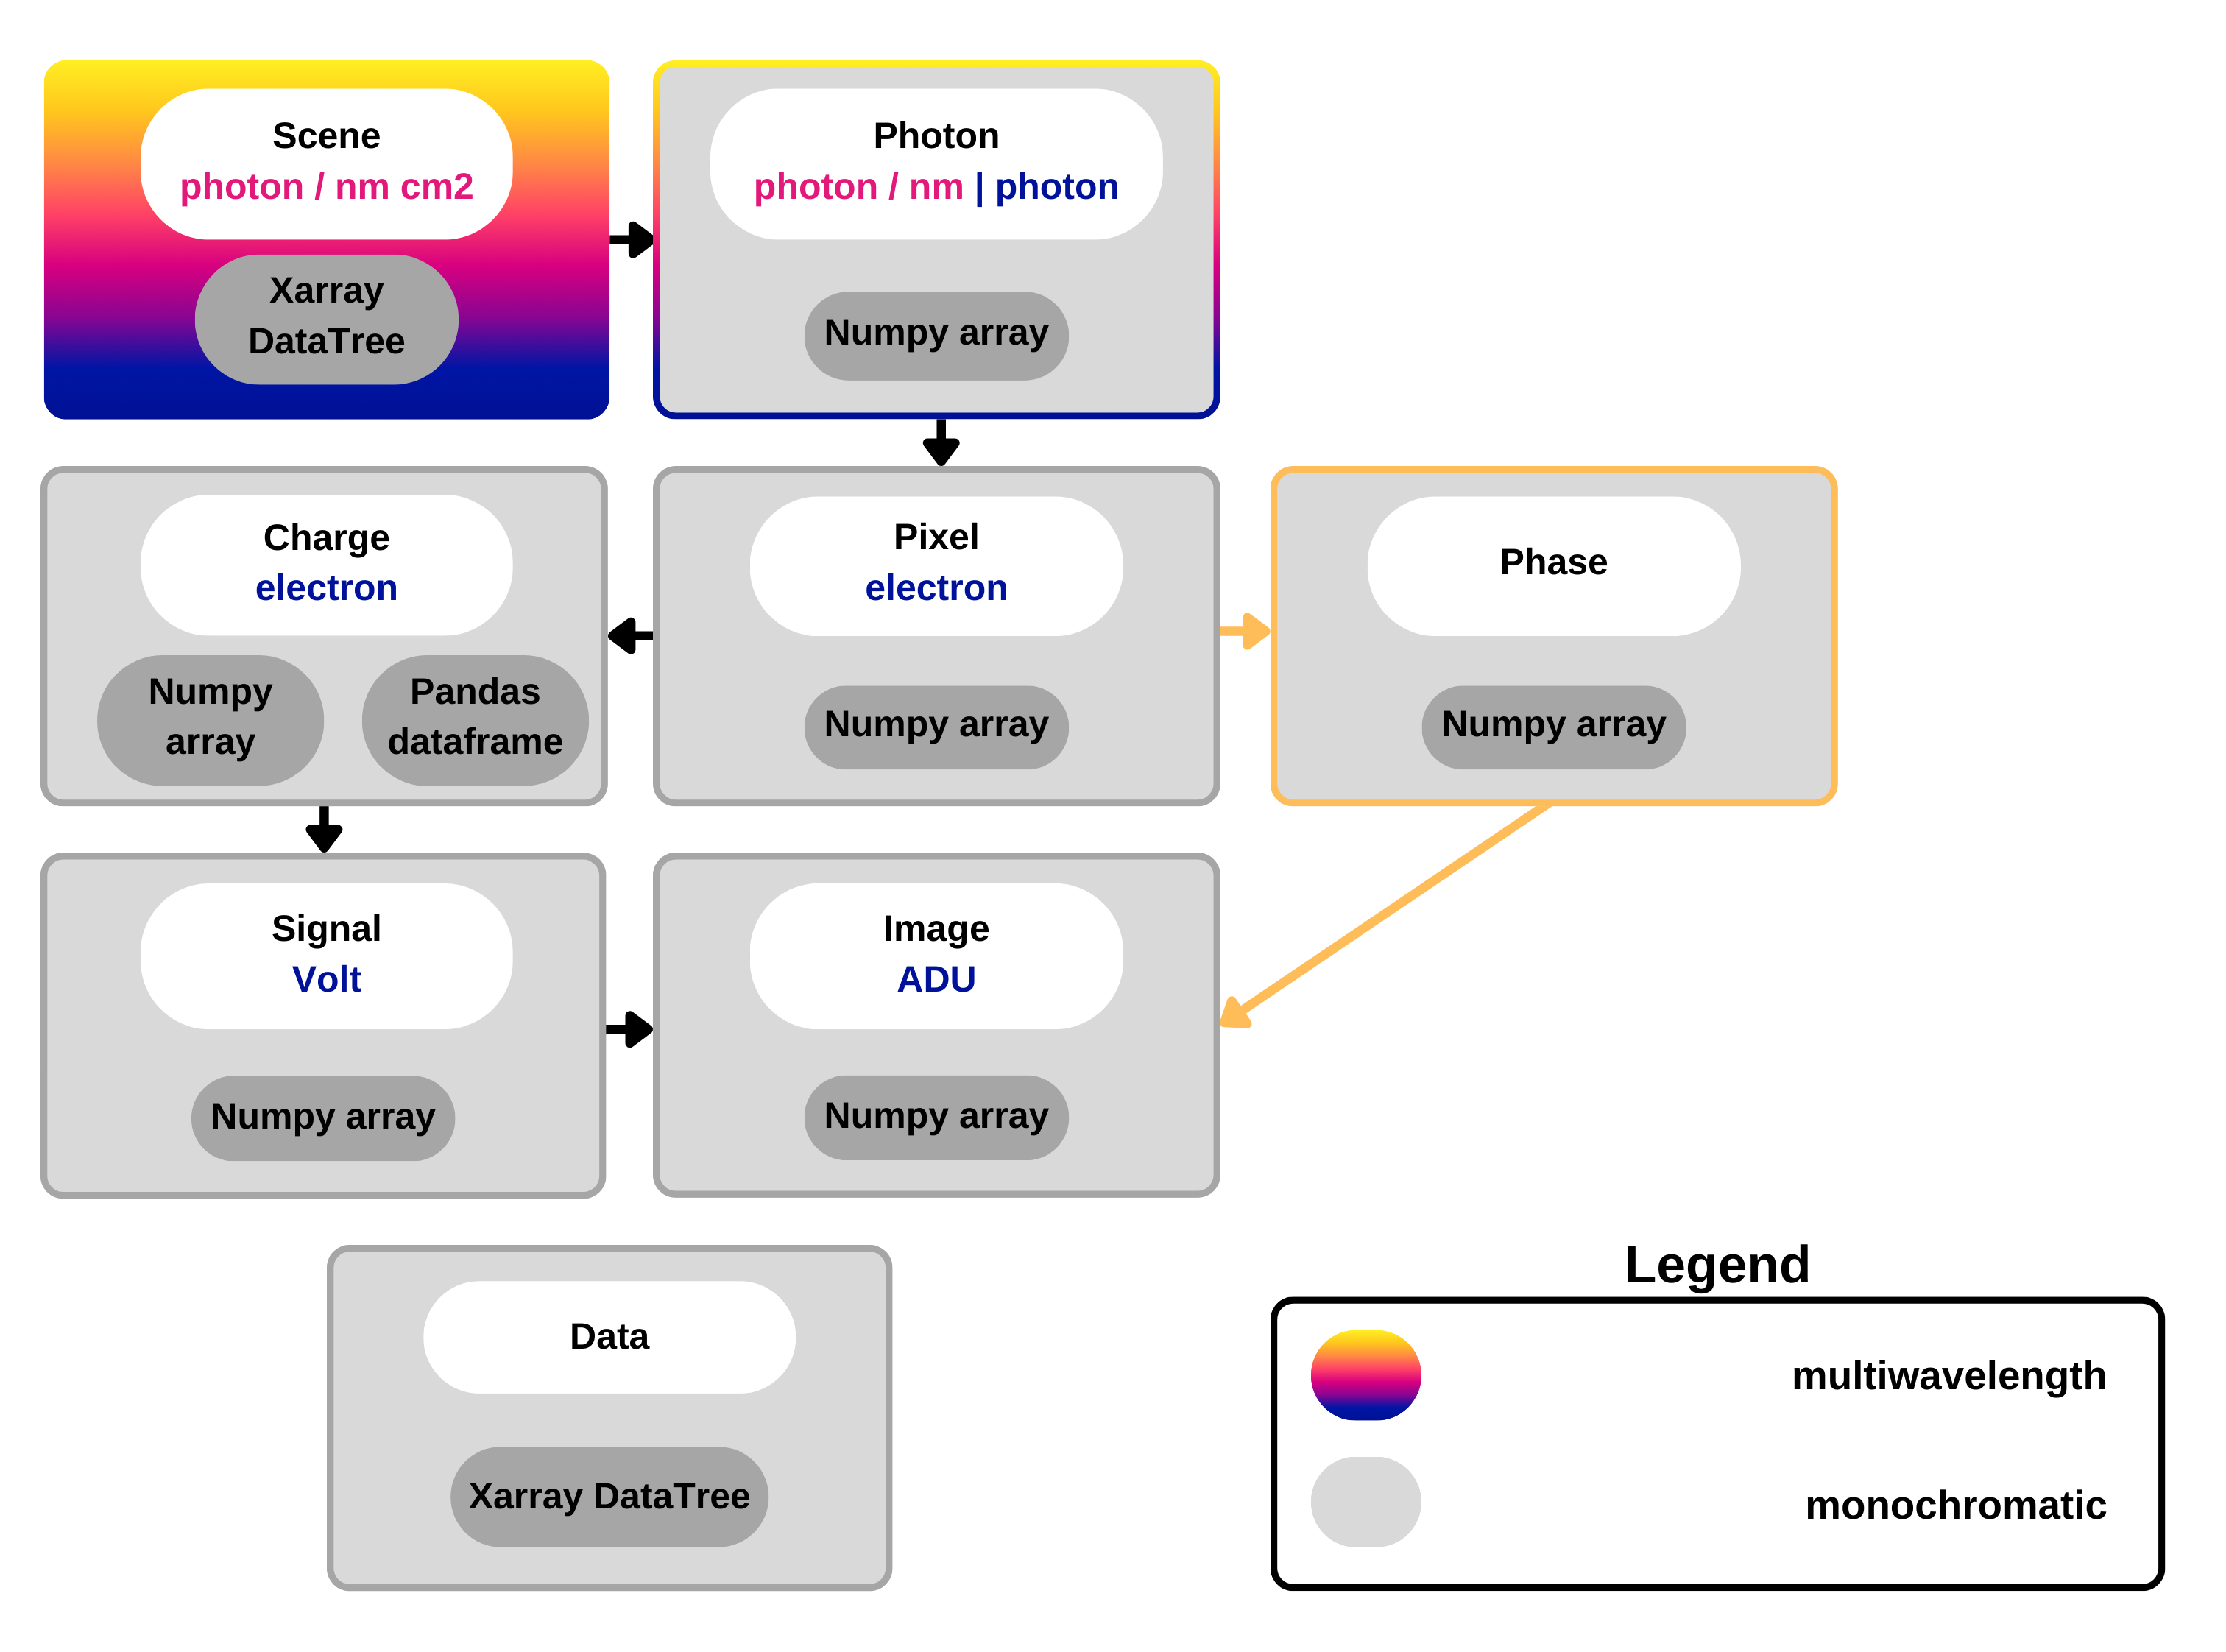 Scene
photon / nm cm2
Xarray
DataTree
Photon
photon / nm | photon
Numpy array
Charge
electron
Numpy
array
Pandas
dataframe
Pixel
electron
Numpy array
Phase
Numpy array
Signal
Volt
Numpy array
Image
ADU
Numpy array
Data
Xarray DataTree
Legend
multiwavelength
monochromatic